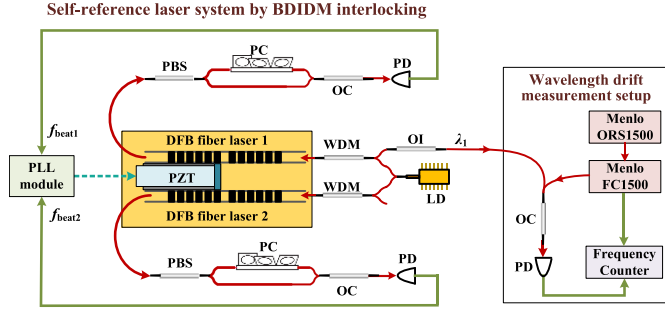 Self-reference laser system by BDIDM interlocking
PC
PBS
PD
OC
f_beat1
DFB fiber laser 1
WDM
OI
λ1
PLL
module
PZT
WDM
LD
DFB fiber laser 2
f_beat2
PC
PBS
PD
OC
Wavelength drift
measurement setup
Menlo
ORS1500
Menlo
FC1500
OC
PD
Frequency
Counter